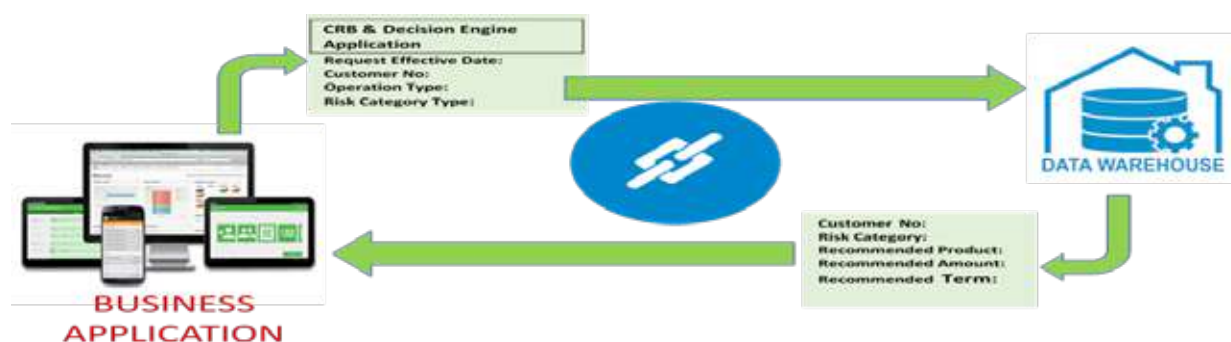 CRB & Decision Engine
Application
Request Effective Date:
Customer No:
Operation Type:
Risk Category Type:
DATA WAREHOUSE
Customer No:
Risk Category:
Recommended Product:
Recommended Amount:
Recommended Term:
BUSINESS
APPLICATION